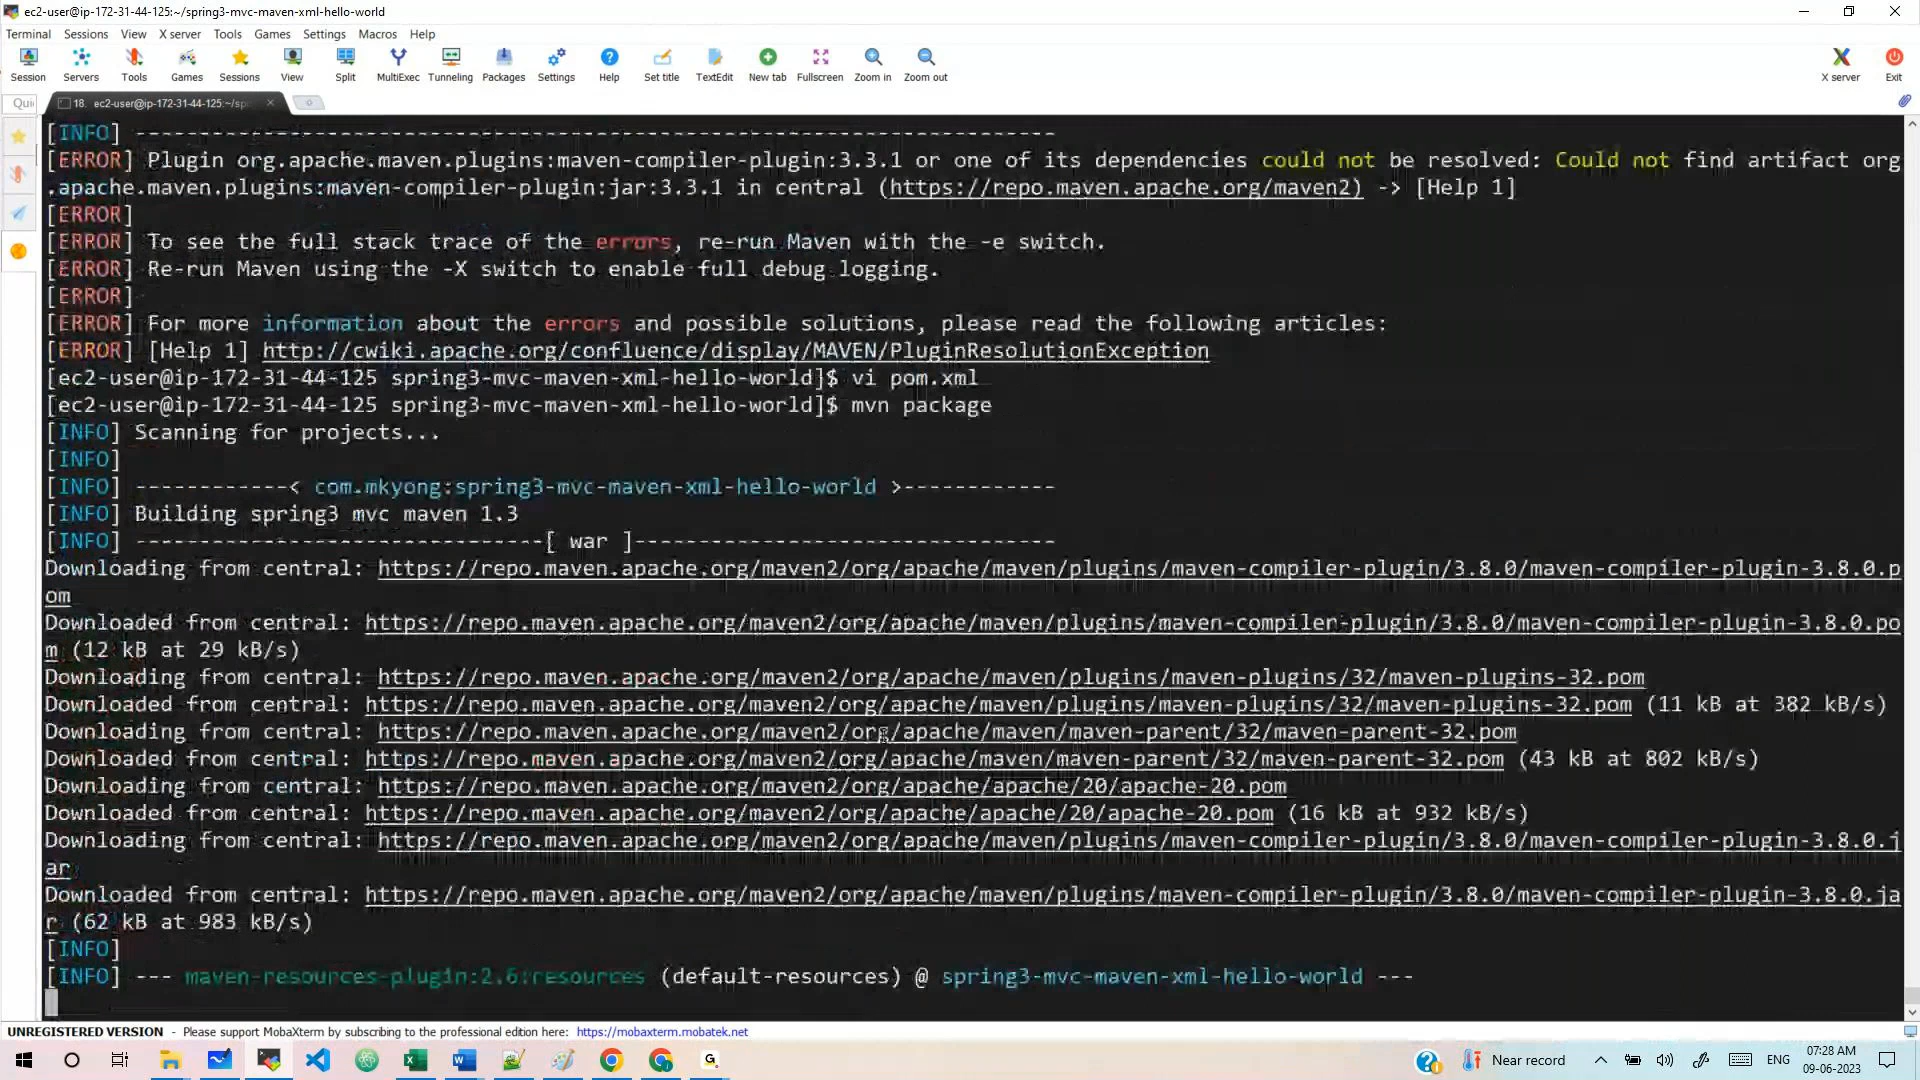 ec2-user@ip-172-31-44-125:~/spring3-mvc-maven-xml-hello-world
Terminal Sessions View X server Tools Games Settings Macros Help
Session Servers Tools Games Sessions View Split MultiExec Tunneling Packages Settings Help Set title TextEdit New tab Fullscreen Zoom in Zoom out X server Exit
Qui 18. ec2-user@ip-172-31-44-125:~/sp
[INFO] ------------------------------------------------------------------------
[ERROR] Plugin org.apache.maven.plugins:maven-compiler-plugin:3.3.1 or one of its dependencies could not be resolved: Could not find artifact org
.apache.maven.plugins:maven-compiler-plugin:jar:3.3.1 in central (https://repo.maven.apache.org/maven2) -> [Help 1]
[ERROR]
[ERROR] To see the full stack trace of the errors, re-run Maven with the -e switch.
[ERROR] Re-run Maven using the -X switch to enable full debug logging.
[ERROR]
[ERROR] For more information about the errors and possible solutions, please read the following articles:
[ERROR] [Help 1] http://cwiki.apache.org/confluence/display/MAVEN/PluginResolutionException
[ec2-user@ip-172-31-44-125 spring3-mvc-maven-xml-hello-world]$ vi pom.xml
[ec2-user@ip-172-31-44-125 spring3-mvc-maven-xml-hello-world]$ mvn package
[INFO] Scanning for projects...
[INFO]
[INFO] ------------< com.mkyong:spring3-mvc-maven-xml-hello-world >------------
[INFO] Building spring3 mvc maven 1.3
[INFO] --------------------------------[ war ]---------------------------------
Downloading from central: https://repo.maven.apache.org/maven2/org/apache/maven/plugins/maven-compiler-plugin/3.8.0/maven-compiler-plugin-3.8.0.p
om
Downloaded from central: https://repo.maven.apache.org/maven2/org/apache/maven/plugins/maven-compiler-plugin/3.8.0/maven-compiler-plugin-3.8.0.po
m (12 kB at 29 kB/s)
Downloading from central: https://repo.maven.apache.org/maven2/org/apache/maven/plugins/maven-plugins/32/maven-plugins-32.pom
Downloaded from central: https://repo.maven.apache.org/maven2/org/apache/maven/plugins/maven-plugins/32/maven-plugins-32.pom (11 kB at 382 kB/s)
Downloading from central: https://repo.maven.apache.org/maven2/org/apache/maven/maven-parent/32/maven-parent-32.pom
Downloaded from central: https://repo.maven.apache.org/maven2/org/apache/maven/maven-parent/32/maven-parent-32.pom (43 kB at 802 kB/s)
Downloading from central: https://repo.maven.apache.org/maven2/org/apache/apache/20/apache-20.pom
Downloaded from central: https://repo.maven.apache.org/maven2/org/apache/apache/20/apache-20.pom (16 kB at 932 kB/s)
Downloading from central: https://repo.maven.apache.org/maven2/org/apache/maven/plugins/maven-compiler-plugin/3.8.0/maven-compiler-plugin-3.8.0.j
ar
Downloaded from central: https://repo.maven.apache.org/maven2/org/apache/maven/plugins/maven-compiler-plugin/3.8.0/maven-compiler-plugin-3.8.0.ja
r (62 kB at 983 kB/s)
[INFO]
[INFO] --- maven-resources-plugin:2.6:resources (default-resources) @ spring3-mvc-maven-xml-hello-world ---
UNREGISTERED VERSION - Please support MobaXterm by subscribing to the professional edition here: https://mobaxterm.mobatek.net
Near record ENG 07:28 AM
09-06-2023